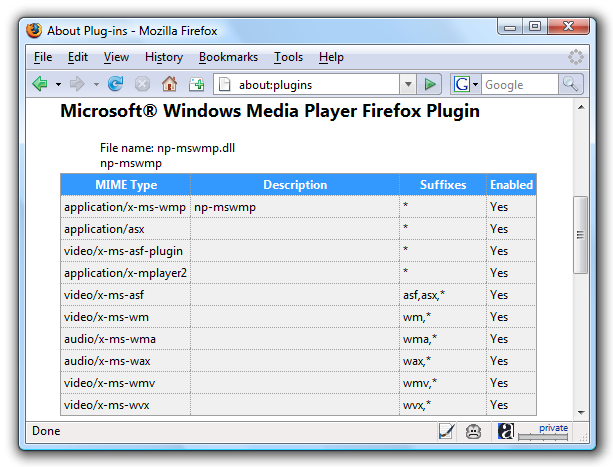 About Plug-ins - Mozilla Firefox
File Edit View History Bookmarks Tools Help
about:plugins G Google
Microsoft® Windows Media Player Firefox Plugin
File name: np-mswmp.dll
np-mswmp
MIME Type Description Suffixes Enabled
application/x-ms-wmp np-mswmp * Yes
application/asx * Yes
video/x-ms-asf-plugin * Yes
application/x-mplayer2 * Yes
video/x-ms-asf asf,asx,* Yes
video/x-ms-wm wm,* Yes
audio/x-ms-wma wma,* Yes
audio/x-ms-wax wax,* Yes
video/x-ms-wmv wmv,* Yes
video/x-ms-wvx wvx,* Yes
Done a private